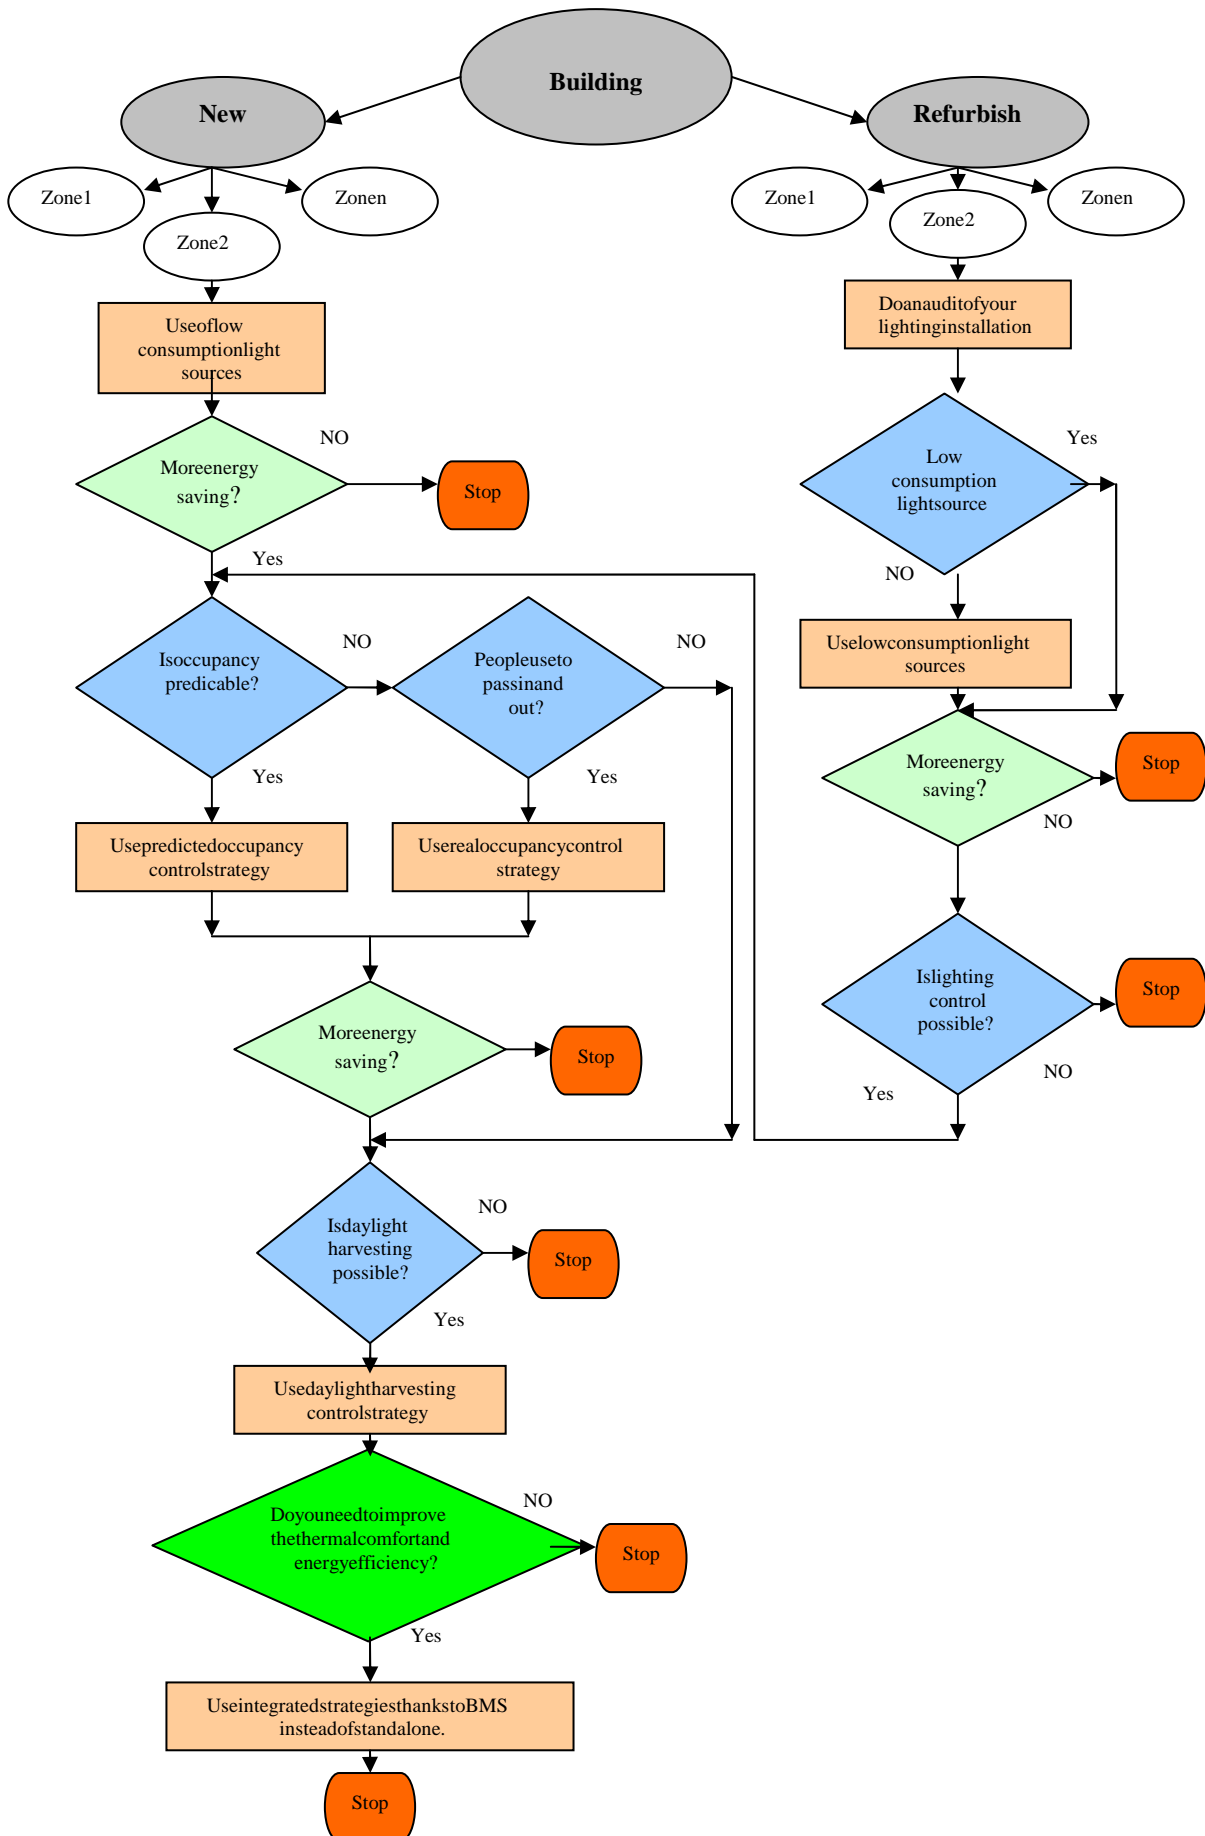 Building
New
Refurbish
Zone1
Zonen
Zone2
Zone1
Zonen
Zone2
Useoflow
consumptionlight
sources
Doanauditofyour
lightinginstallation
Moreenergy
saving?
NO
Stop
Yes
Low
consumption
lightsource
Yes
NO
Uselowconsumptionlight
sources
Isoccupancy
predicable?
NO
Yes
Peopleuseto
passinand
out?
NO
Yes
Moreenergy
saving?
Stop
NO
Usepredictedoccupancy
controlstrategy
Userealoccupancycontrol
strategy
Islighting
control
possible?
Stop
NO
Yes
Moreenergy
saving?
Stop
Isdaylight
harvesting
possible?
NO
Stop
Yes
Usedaylightharvesting
controlstrategy
Doyouneedtoimprove
thethermalcomfortand
energyefficiency?
NO
Stop
Yes
UseintegratedstrategiesthankstoBMS
insteadofstandalone.
Stop